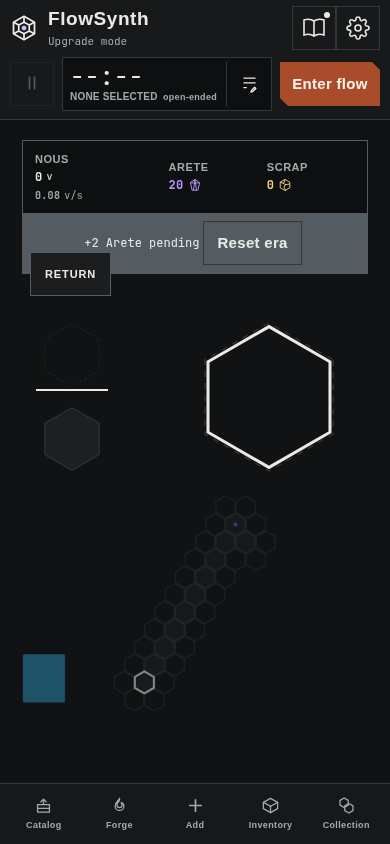 FlowSynth
Upgrade mode
--:--
NONE SELECTED open-ended
Enter flow
NOUS
0 v
0.08 v/s
ARETE
20
SCRAP
0
+2 Arete pending
Reset era
RETURN
Catalog
Forge
Add
Inventory
Collection